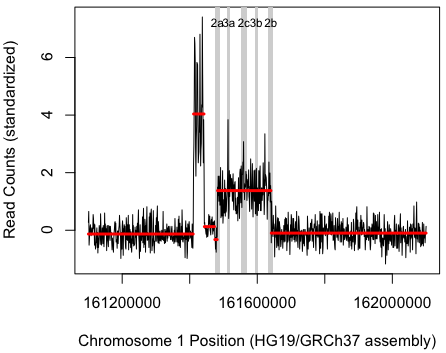 2a3a 2c3b 2b
Read Counts (standardized)
6
4
2
0
161200000 161600000 162000000
Chromosome 1 Position (HG19/GRCh37 assembly)